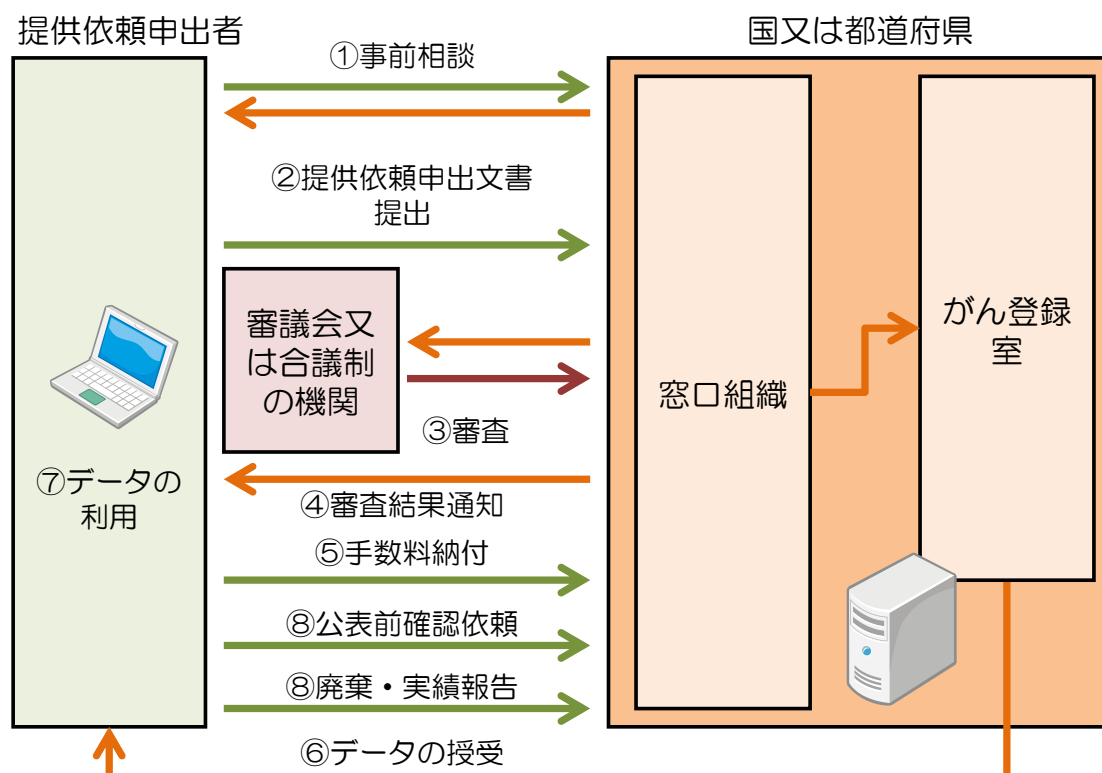 提供依頼申出者
国又は都道府県
①事前相談
②提供依頼申出文書
提出
審議会又
は合議制
の機関
③審査
④審査結果通知
⑤手数料納付
⑧公表前確認依頼
⑧廃棄・実績報告
⑥データの授受
⑦データの
利用
窓口組織
がん登録
室